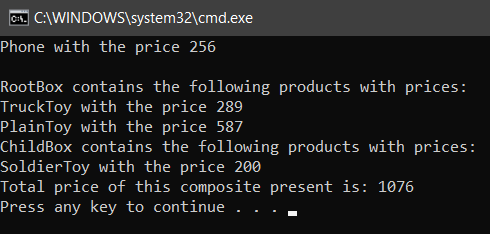 C:\WINDOWS\system32\cmd.exe
Phone with the price 256
RootBox contains the following products with prices:
TruckToy with the price 289
PlainToy with the price 587
ChildBox contains the following products with prices:
SoldierToy with the price 200
Total price of this composite present is: 1076
Press any key to continue . . .